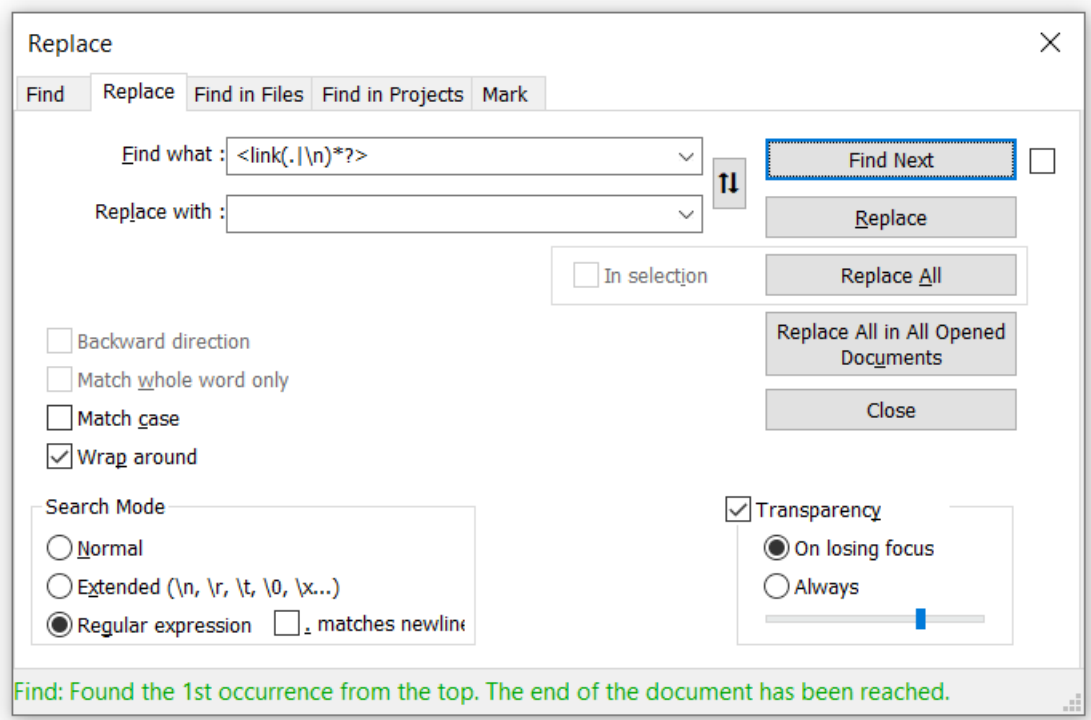 Replace
Find Replace Find in Files Find in Projects Mark
Find what : <link(.|\n)*?> Find Next
Replace with : Replace
In selection Replace All
Backward direction Replace All in All Opened Documents
Match whole word only
Match case Close
Wrap around
Search Mode Transparency
Normal On losing focus
Extended (\n, \r, \t, \0, \x...) Always
Regular expression . matches newline
Find: Found the 1st occurrence from the top. The end of the document has been reached.